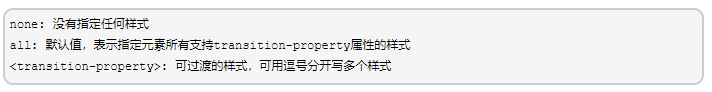 none: 没有指定任何样式
all: 默认值，表示指定元素所有支持transition-property属性的样式
<transition-property>: 可过渡的样式，可用逗号分开写多个样式